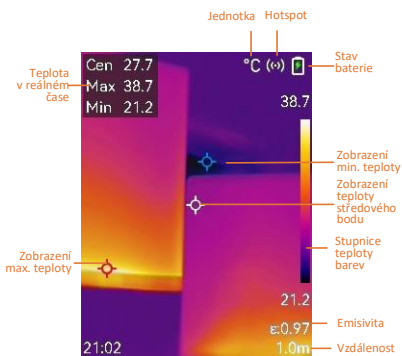 Jednotka
Hotspot
Cen 27.7
Max 38.7
Min 21.2
°C
Stav
baterie
Teplota
v reálném
čase
38.7
Zobrazení
min. teploty
Zobrazení
teploty
středového
bodu
Zobrazení
max. teploty
Stupnice
teploty
barev
21.2
ε:0.97
Emisivita
21:02
1.0m
Vzdálenost